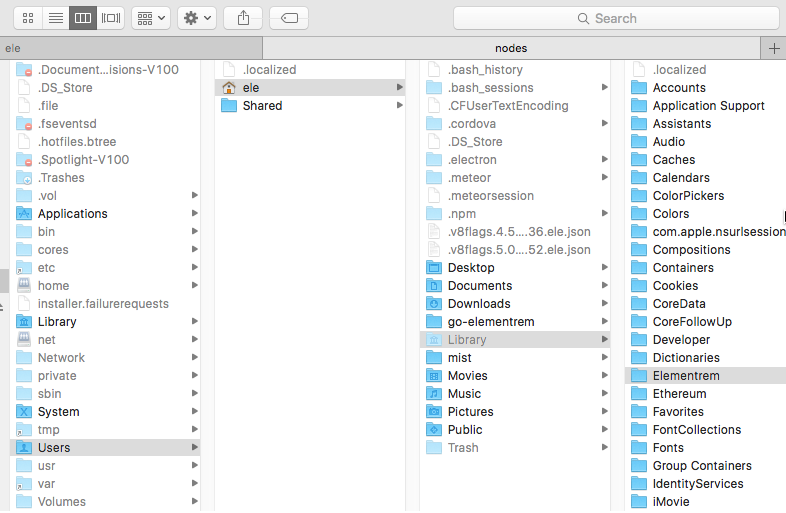 Search
ele
nodes
.Document...isions-V100
.DS_Store
.file
.fseventsd
.hotfiles.btree
.Spotlight-V100
.Trashes
.vol
Applications
bin
cores
etc
home
installer.failurerequests
Library
net
Network
private
sbin
System
tmp
Users
usr
var
Volumes
.localized
ele
Shared
.bash_history
.bash_sessions
.CFUserTextEncoding
.cordova
.DS_Store
.electron
.meteor
.meteorsession
.npm
.v8flags.4.5....36.ele.json
.v8flags.5.0....52.ele.json
Desktop
Documents
Downloads
go-elementrem
Library
mist
Movies
Music
Pictures
Public
Trash
.localized
Accounts
Application Support
Assistants
Audio
Caches
Calendars
ColorPickers
Colors
com.apple.nsurlsession
Compositions
Containers
Cookies
CoreData
CoreFollowUp
Developer
Dictionaries
Elementrem
Ethereum
Favorites
FontCollections
Fonts
Group Containers
IdentityServices
iMovie